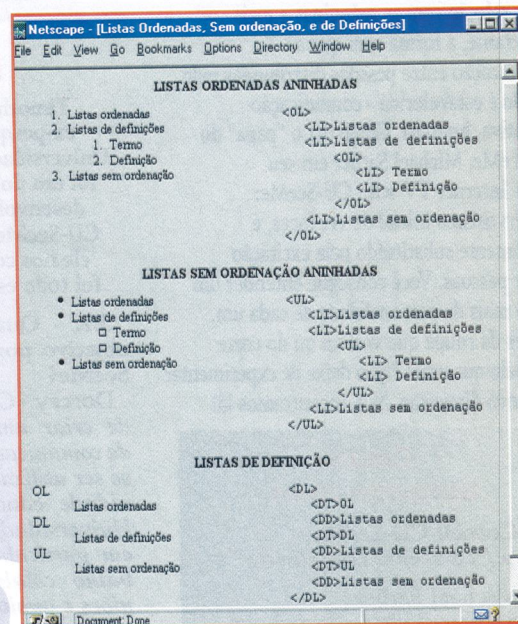 Netscape - [Listas Ordenadas, Sem ordenação, e de Definições]
File Edit View Go Bookmarks Options Directory Window Help
LISTAS ORDENADAS ANINHADAS
1. Listas ordenadas
2. Listas de definições
1. Termo
2. Definição
3. Listas sem ordenação
<OL>
<LI>Listas ordenadas
<LI>Listas de definições
<OL>
<LI> Termo
<LI> Definição
</OL>
<LI>Listas sem ordenação
</OL>
LISTAS SEM ORDENAÇÃO ANINHADAS
• Listas ordenadas
• Listas de definições
□ Termo
□ Definição
• Listas sem ordenação
<UL>
<LI>Listas ordenadas
<LI>Listas de definições
<UL>
<LI> Termo
<LI> Definição
</UL>
<LI>Listas sem ordenação
</UL>
LISTAS DE DEFINIÇÃO
OL
Listas ordenadas
DL
Listas de definições
UL
Listas sem ordenação
<DL>
<DT>OL
<DD>Listas ordenadas
<DT>DL
<DD>Listas de definições
<DT>UL
<DD>Listas sem ordenação
</DL>
Document: Done